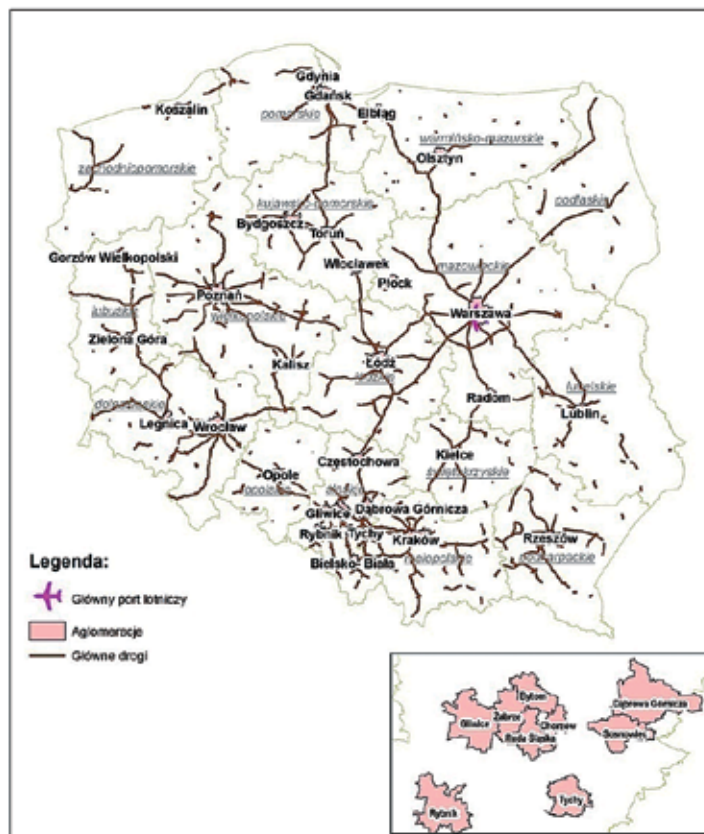 Gdynia
Gdańsk
Koszalin
pomorskie
Elbląg
warmińsko-mazurskie
Olsztyn
zachodniopomorskie
podlaskie
kujawsko-pomorskie
Bydgoszcz
Toruń
Gorzów Wielkopolski
Włocławek
mazowieckie
Płock
Poznań
lubuskie
wielkopolskie
Warszawa
Zielona Góra
Kalisz
Łódź
łódzkie
Radom
lubelskie
Lublin
dolnośląskie
Legnica
Wrocław
Częstochowa
Kielce
świętokrzyskie
Opole
opolskie
śląskie
Gliwice
Dąbrowa Górnicza
Rybnik
Tychy
Kraków
Rzeszów
Bielsko- Biała
małopolskie
podkarpackie
Legenda:
Główny port lotniczy
Aglomeracje
Główne drogi
Bytom
Dąbrowa Górnicza
Gliwice
Zabrze
Chorzów
Ruda Śląska
Sosnowiec
Rybnik
Tychy